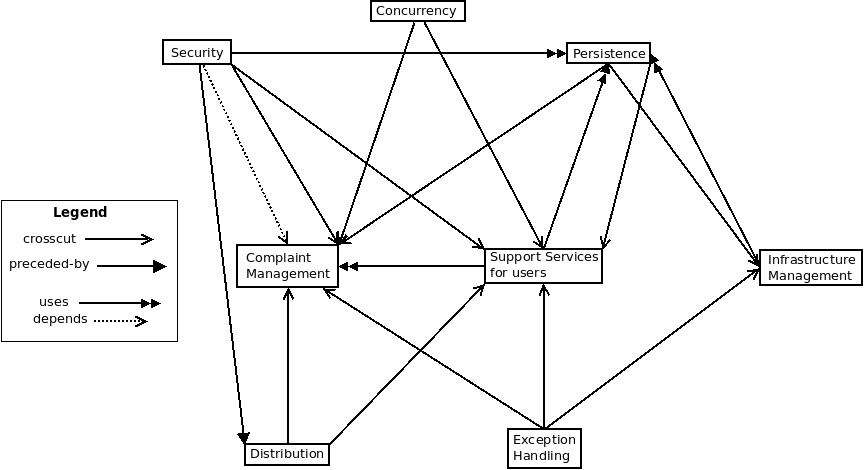 Concurrency
Security
Persistence
Legend
crosscut
preceded-by
uses
depends
Complaint
Management
Support Services
for users
Infrastructure
Management
Distribution
Exception
Handling